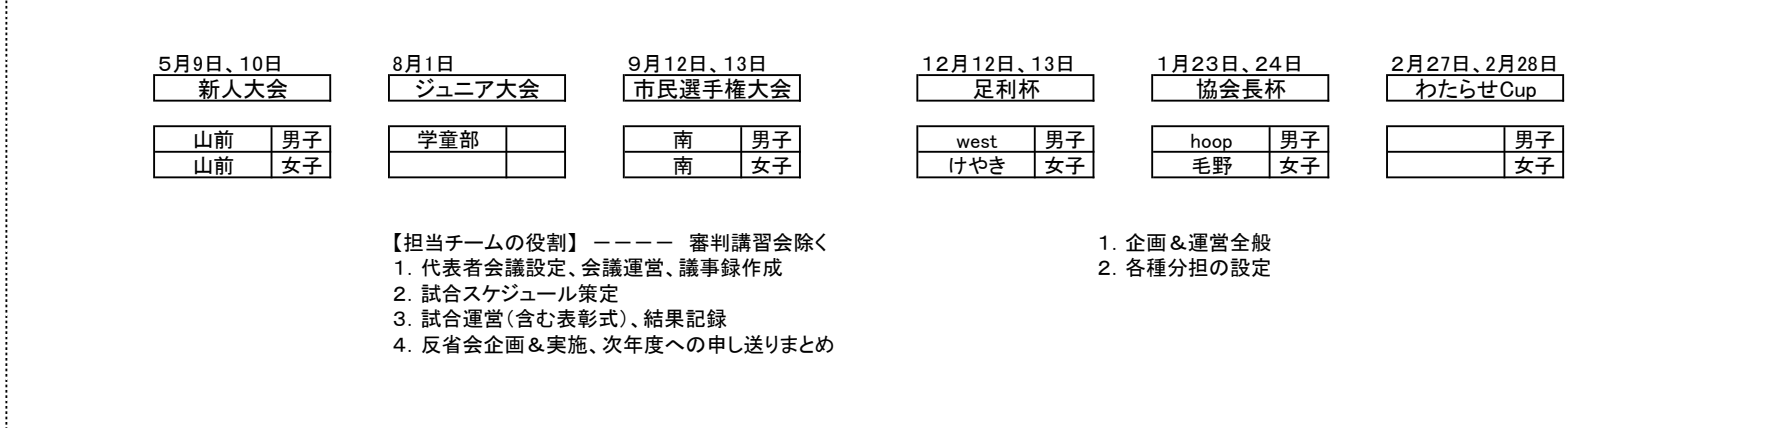 5月9日、10日 8月1日 9月12日、13日 12月12日、13日 1月23日、24日 2月27日、2月28日
新人大会 ジュニア大会 市民選手権大会 足利杯 協会長杯 わたらせCup
山前 男子 学童部 南 男子 west 男子 hoop 男子 男子
山前 女子 南 女子 けやき 女子 毛野 女子 女子
【担当チームの役割】 ーーーー 審判講習会除く 1. 企画&運営全般
1. 代表者会議設定、会議運営、議事録作成 2. 各種分担の設定
2. 試合スケジュール策定
3. 試合運営(含む表彰式)、結果記録
4. 反省会企画&実施、次年度への申し送りまとめ